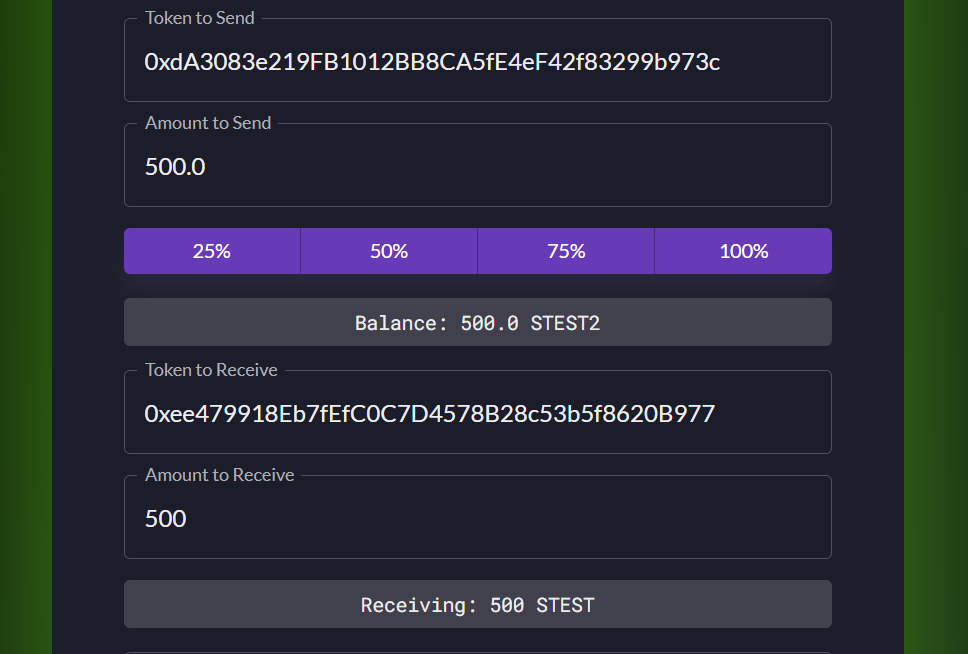 Token to Send
0xdA3083e219FB1012BB8CA5fE4eF42f83299b973c
Amount to Send
500.0
25% 50% 75% 100%
Balance: 500.0 STEST2
Token to Receive
0xee479918Eb7fEfC0C7D4578B28c53b5f8620B977
Amount to Receive
500
Receiving: 500 STEST